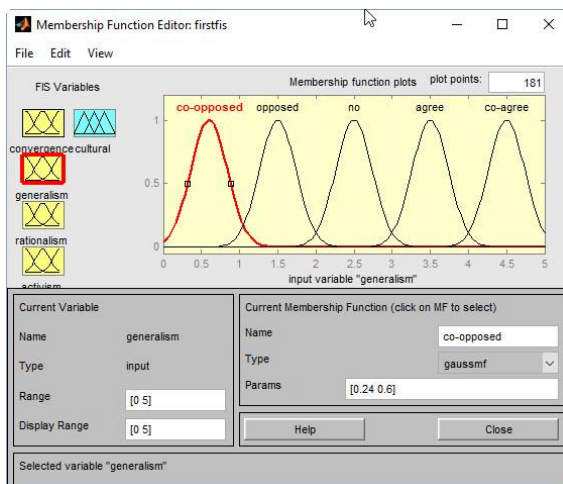 Membership Function Editor: firstfis
File Edit View
FIS Variables
convergence cultural
generalism
rationalism
activism
Membership function plots plot points: 181
co-opposed opposed no agree co-agree
1
0.5
0
0 0.5 1 1.5 2 2.5 3 3.5 4 4.5 5
input variable "generalism"
Current Variable
Name generalism
Type input
Range [0 5]
Display Range [0 5]
Current Membership Function (click on MF to select)
Name co-opposed
Type gaussmf
Params [0.24 0.6]
Help Close
Selected variable "generalism"